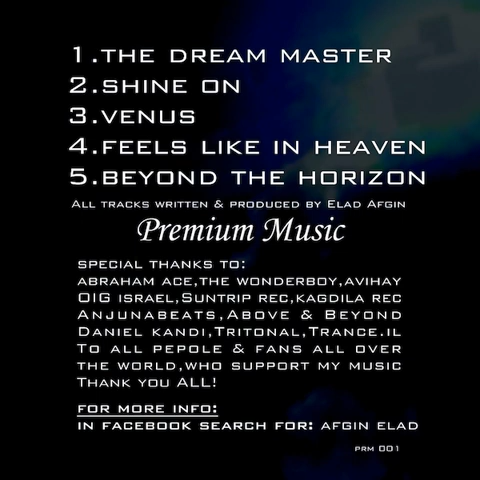 1.THE DREAM MASTER
2.SHINE ON
3.VENUS
4.FEELS LIKE IN HEAVEN
5.BEYOND THE HORIZON
ALL TRACKS WRITTEN & PRODUCED BY ELAD AFGIN
Premium Music
SPECIAL THANKS TO:
ABRAHAM ACE,THE WONDERBOY,AVIHAY
OIG ISRAEL,SUNTRIP REC,KAGDILA REC
ANJUNABEATS,ABOVE & BEYOND
DANIEL KANDI,TRITONAL,TRANCE.IL
TO ALL PEPOLE & FANS ALL OVER
THE WORLD,WHO SUPPORT MY MUSIC
THANK YOU ALL!
FOR MORE INFO:
IN FACEBOOK SEARCH FOR: AFGIN ELAD
PRM 001